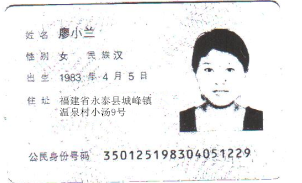 姓名 廖小兰
性别 女 民族 汉
出生 1983 年 4 月 5 日
住址 福建省永泰县城峰镇
温泉村小汤9号
公民身份号码 350125198304051229